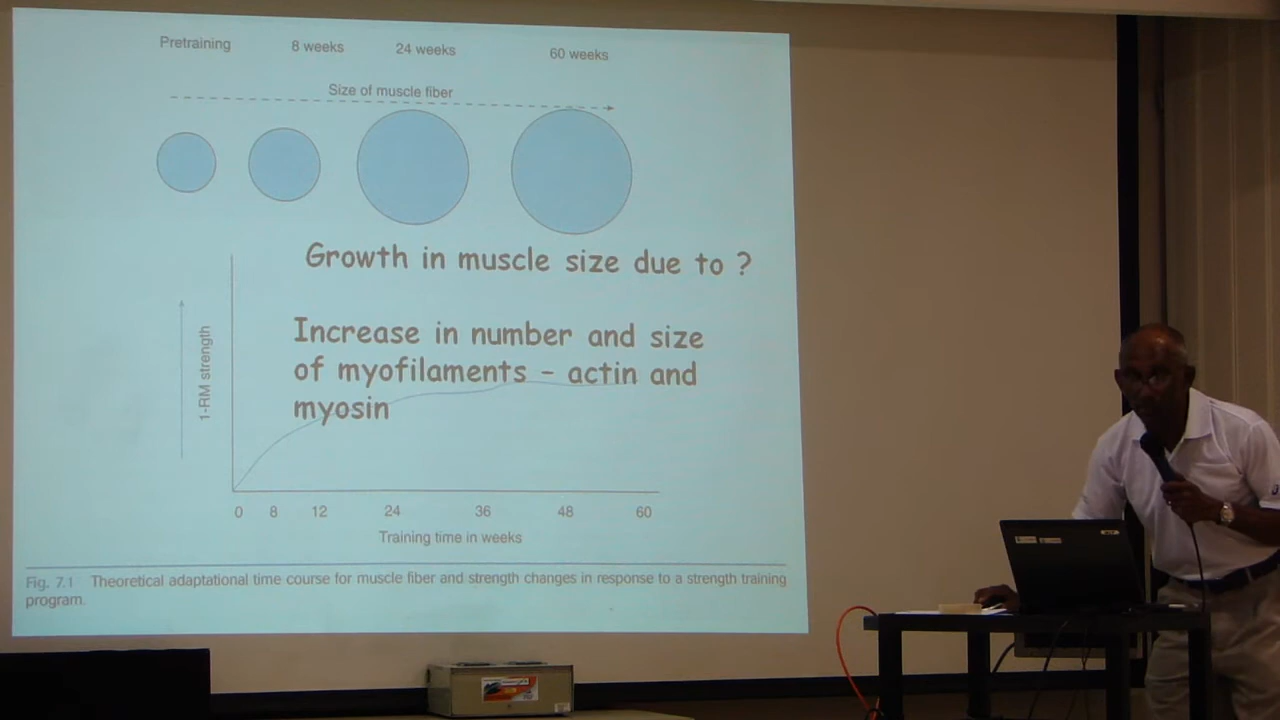 Pretraining 8 weeks 24 weeks 60 weeks
Size of muscle fiber
Growth in muscle size due to ?
Increase in number and size
of myofilaments - actin and
myosin
1-RM strength
0 8 12 24 36 48 60
Training time in weeks
Fig. 7.1 Theoretical adaptational time course for muscle fiber and strength changes in response to a strength training
program.